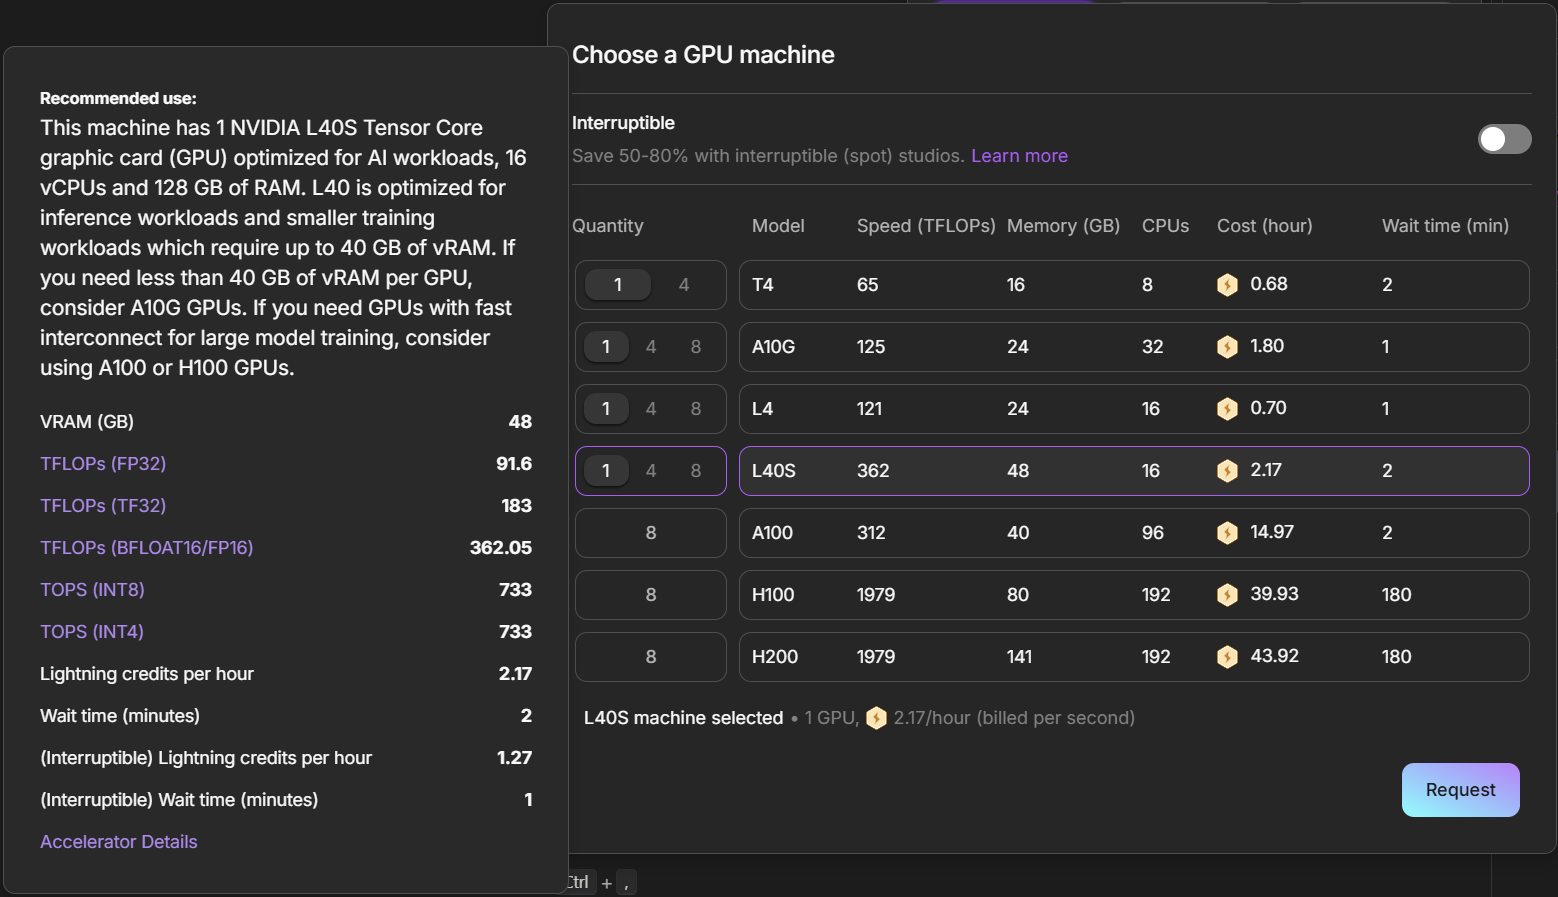 Recommended use:
This machine has 1 NVIDIA L40S Tensor Core
graphic card (GPU) optimized for AI workloads, 16
vCPUs and 128 GB of RAM. L40 is optimized for
inference workloads and smaller training
workloads which require up to 40 GB of vRAM. If
you need less than 40 GB of vRAM per GPU,
consider A10G GPUs. If you need GPUs with fast
interconnect for large model training, consider
using A100 or H100 GPUs.
VRAM (GB) 48
TFLOPs (FP32) 91.6
TFLOPs (TF32) 183
TFLOPs (BFLOAT16/FP16) 362.05
TOPS (INT8) 733
TOPS (INT4) 733
Lightning credits per hour 2.17
Wait time (minutes) 2
(Interruptible) Lightning credits per hour 1.27
(Interruptible) Wait time (minutes) 1
Accelerator Details
Choose a GPU machine
Interruptible
Save 50-80% with interruptible (spot) studios. Learn more
Quantity Model Speed (TFLOPs) Memory (GB) CPUs Cost (hour) Wait time (min)
1 4 T4 65 16 8 0.68 2
1 4 8 A10G 125 24 32 1.80 1
1 4 8 L4 121 24 16 0.70 1
1 4 8 L40S 362 48 16 2.17 2
8 A100 312 40 96 14.97 2
8 H100 1979 80 192 39.93 180
8 H200 1979 141 192 43.92 180
L40S machine selected • 1 GPU, 2.17/hour (billed per second)
Request
Ctrl + ,